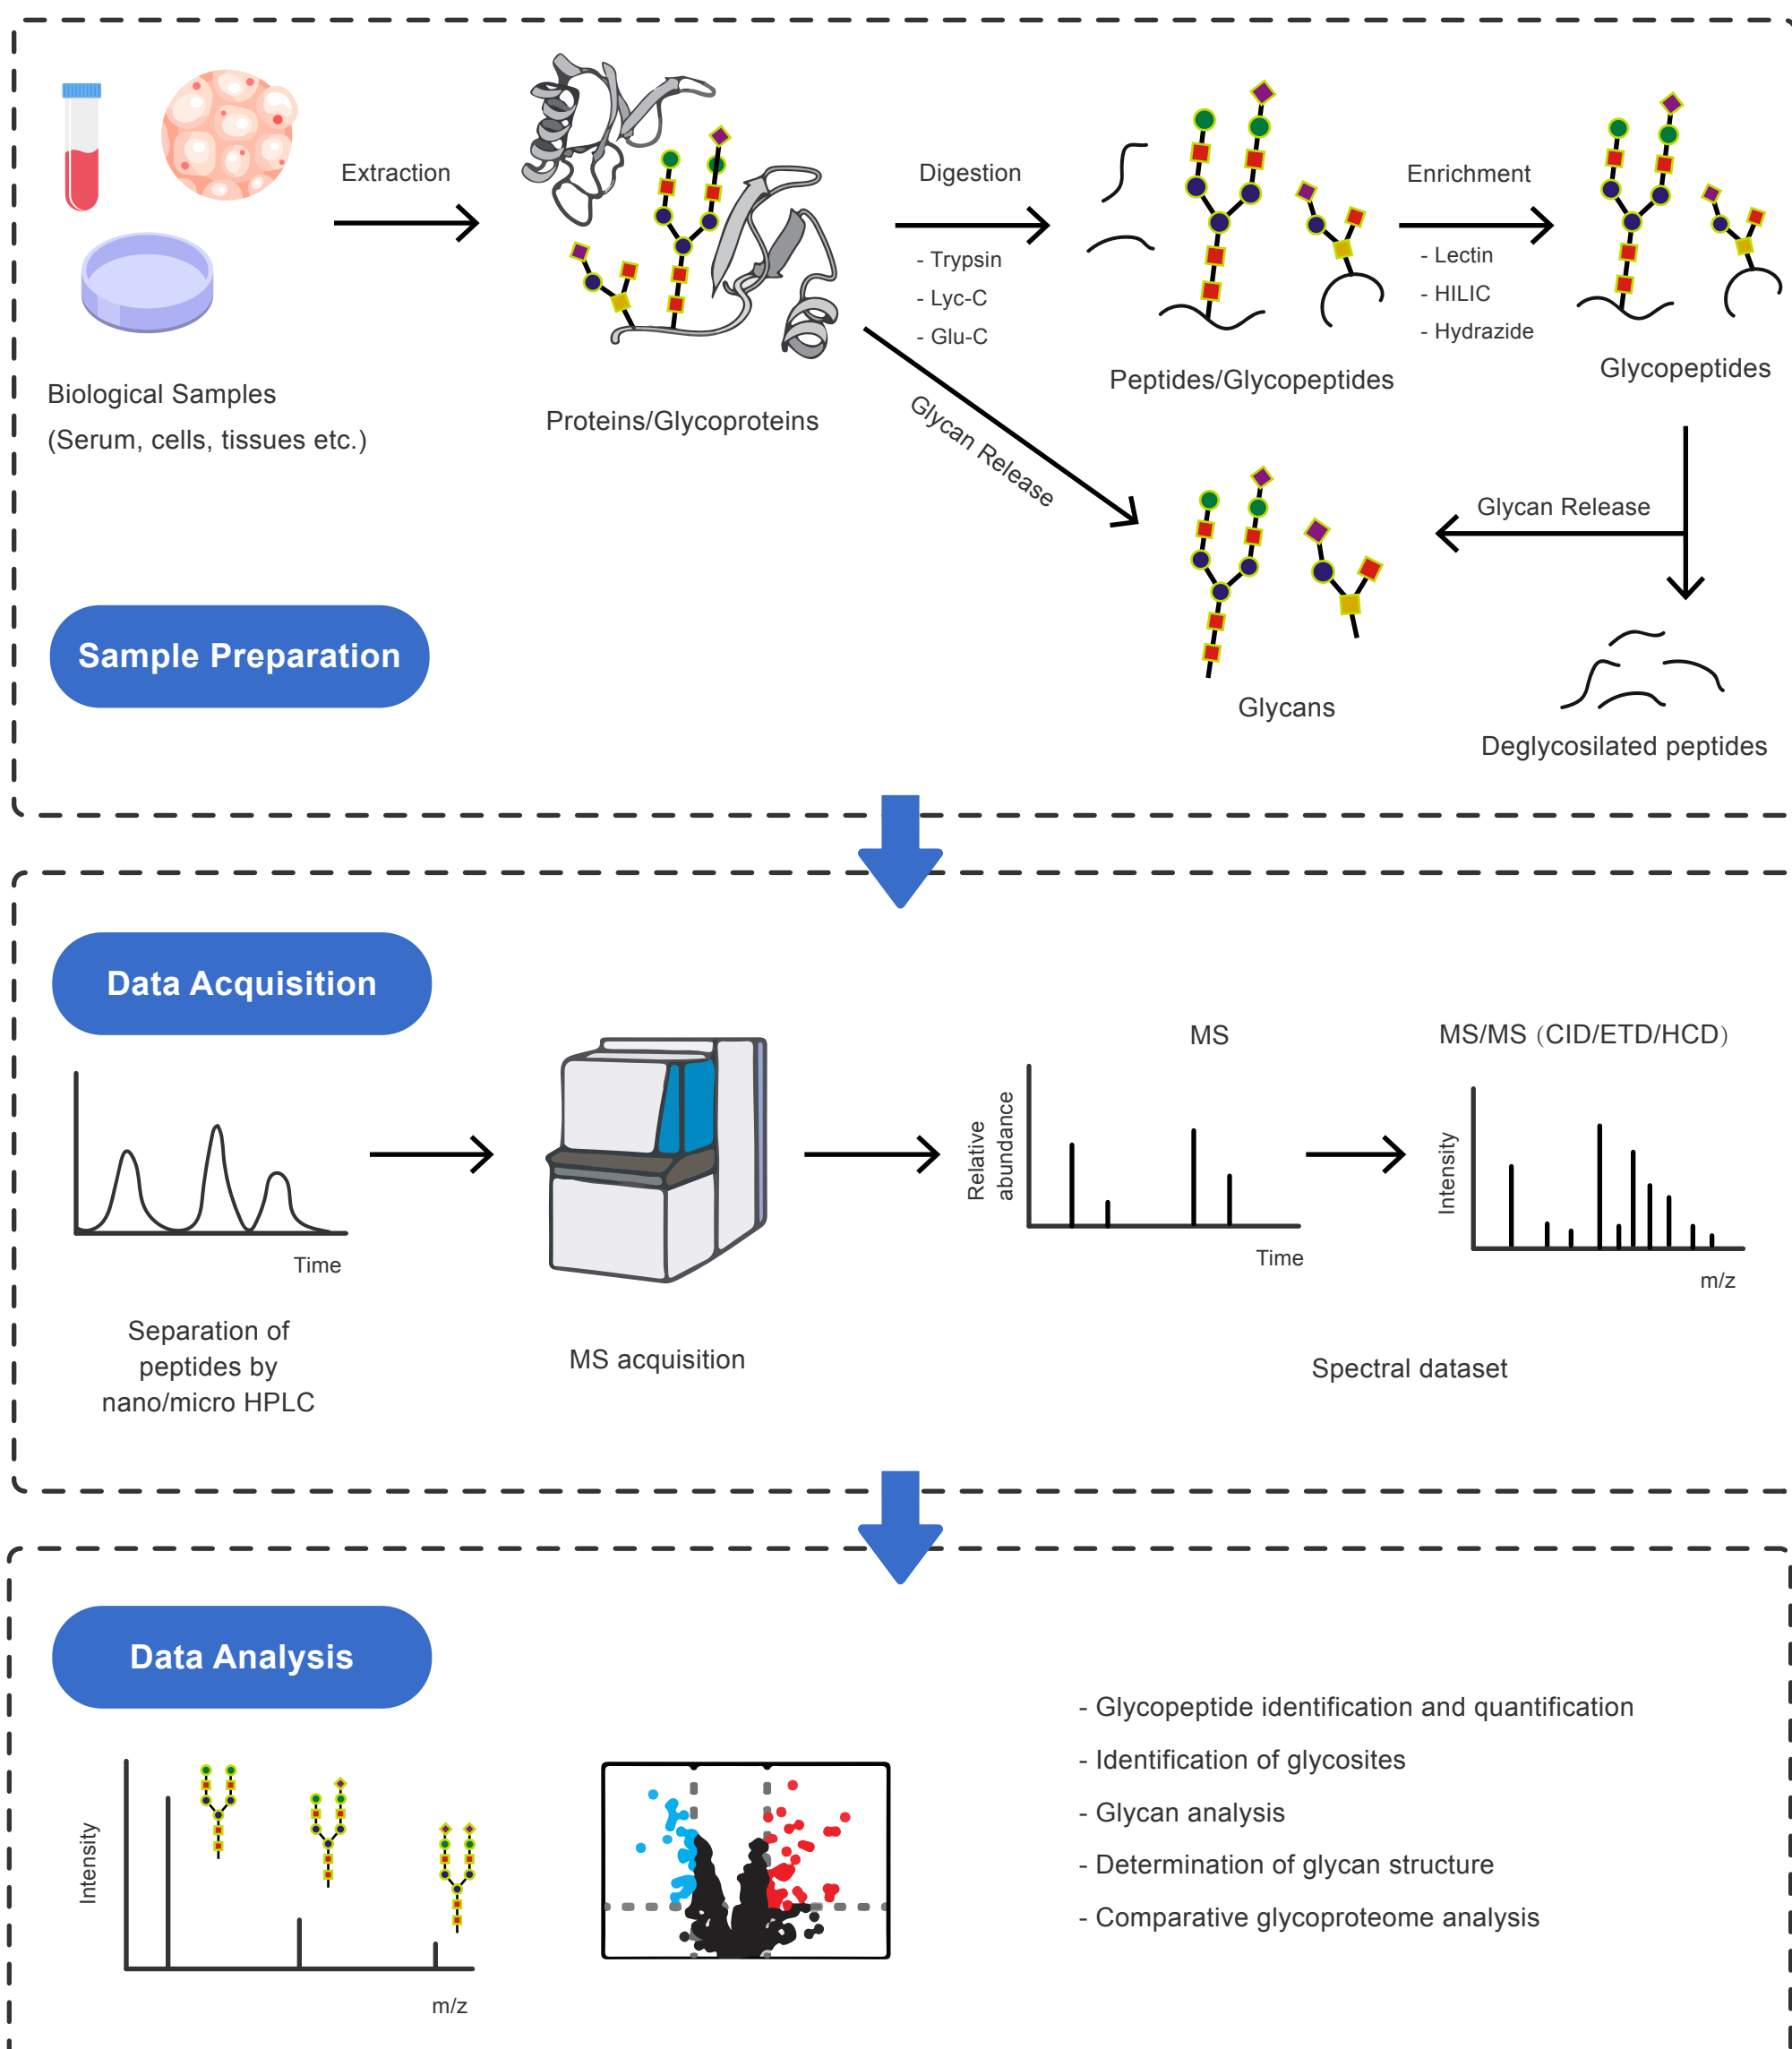 Extraction
Digestion
- Trypsin
- Lyc-C
- Glu-C
Enrichment
- Lectin
- HILIC
- Hydrazide
Biological Samples
(Serum, cells, tissues etc.)
Proteins/Glycoproteins
Peptides/Glycopeptides
Glycopeptides
Glycan Release
Glycan Release
Glycans
Deglycosilated peptides
Sample Preparation
Data Acquisition
Time
Separation of
peptides by
nano/micro HPLC
MS acquisition
MS
Relative
abundance
Time
MS/MS (CID/ETD/HCD)
Intensity
m/z
Spectral dataset
Data Analysis
Intensity
m/z
- Glycopeptide identification and quantification
- Identification of glycosites
- Glycan analysis
- Determination of glycan structure
- Comparative glycoproteome analysis